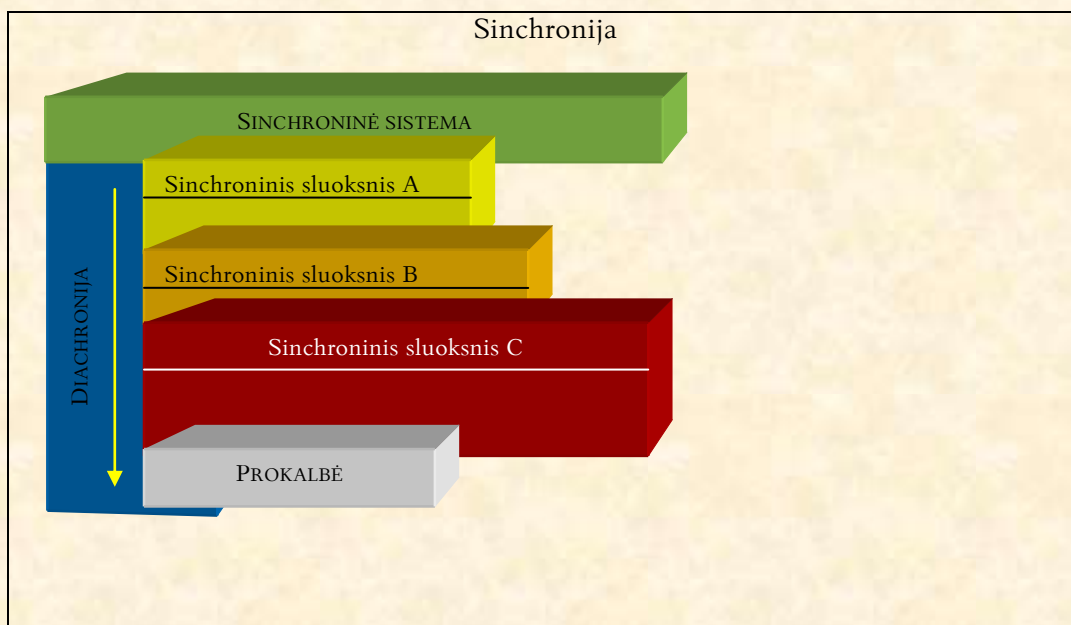 Sinchronija
SINCHRONINĖ SISTEMA
Sinchroninis sluoksnis A
Sinchroninis sluoksnis B
Sinchroninis sluoksnis C
DIACHRONIJA
PROKALBĖ